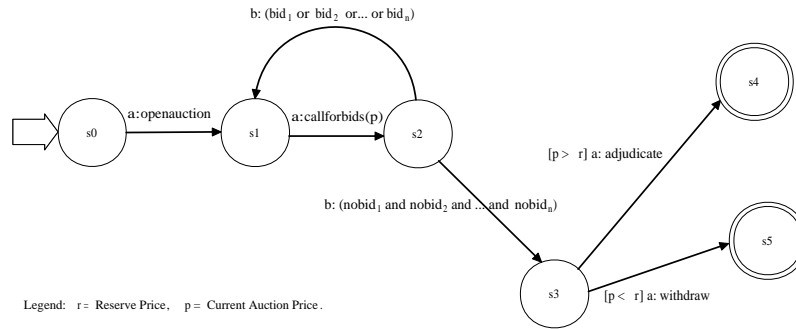 b: (bid1 or bid2 or... or bidn)
s4
a:openauction
a:callforbids(p)
s0
s1
s2
[p > r] a: adjudicate
b: (nobid1 and nobid2 and ... and nobidn)
s5
s3
[p < r] a: withdraw
Legend: r = Reserve Price, p = Current Auction Price.